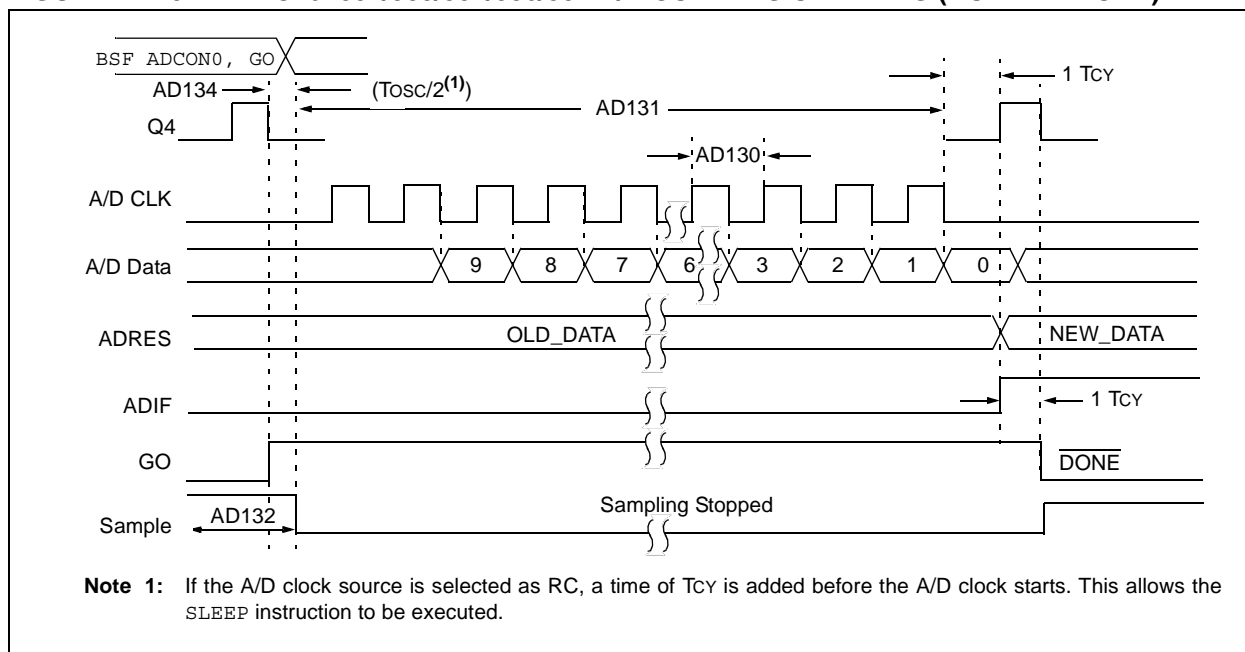 BSF ADCON0, GO
1 TCY
AD134
(TOSC/2(1))
AD131
Q4
AD130
A/D CLK
A/D Data
9 8 7 6 3 2 1 0
ADRES
OLD_DATA
NEW_DATA
ADIF
1 TCY
GO
DONE
Sampling Stopped
AD132
Sample
Note 1: If the A/D clock source is selected as RC, a time of TCY is added before the A/D clock starts. This allows the
SLEEP instruction to be executed.